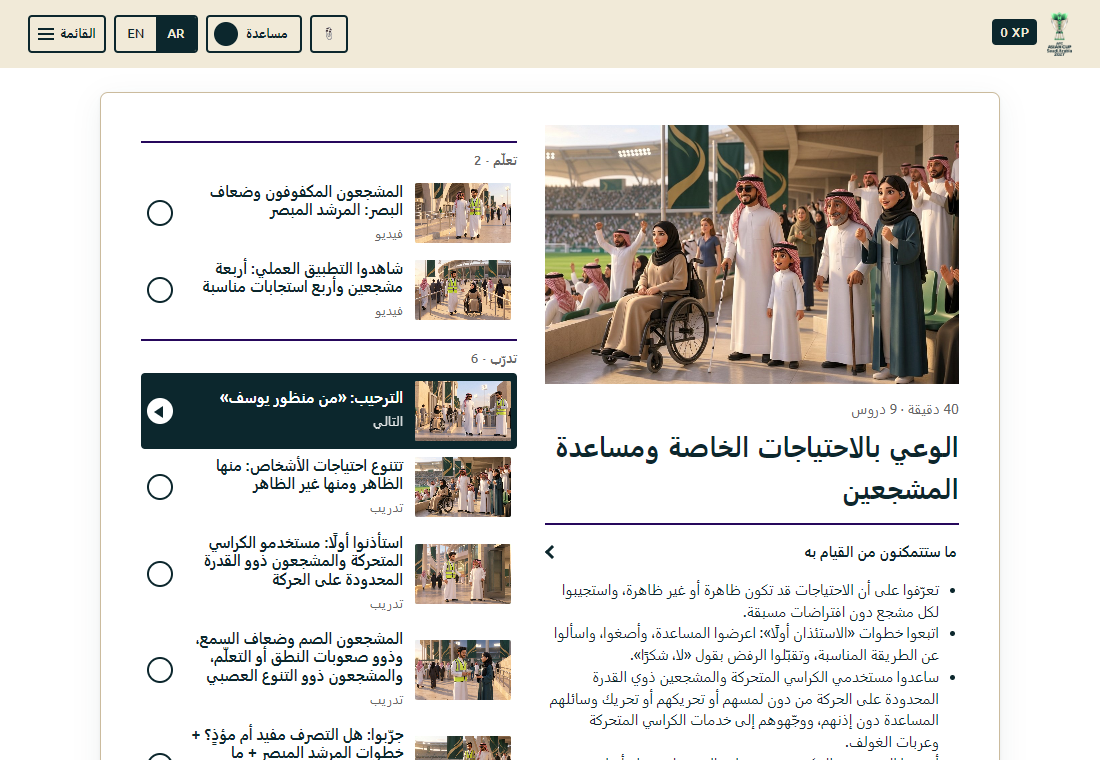 0 XP
مساعدة
AR
EN
القائمة
40 دقيقة · 9 دروس
الوعي بالاحتياجات الخاصة ومساعدة
المشجعين
ما ستتمكنون من القيام به
تعرّفوا على أن الاحتياجات قد تكون ظاهرة أو غير ظاهرة، واستجيبوا
لكل مشجع دون افتراضات مسبقة.
اتبعوا خطوات «الاستئذان أولًا»: اعرضوا المساعدة، وأصغوا، واسألوا
عن الطريقة المناسبة، وتقبّلوا الرفض بقول «لا، شكرًا».
ساعدوا مستخدمي الكراسي المتحركة والمشجعين ذوي القدرة
المحدودة على الحركة من دون لمسهم أو تحريكهم أو تحريك وسائلهم
المساعدة دون إذنهم، ووجّهوهم إلى خدمات الكراسي المتحركة
وعربات الغولف.
تعلّم · 2
المشجعون المكفوفون وضعاف
البصر: المرشد المبصر
فيديو
شاهدوا التطبيق العملي: أربعة
مشجعين وأربع استجابات مناسبة
فيديو
تدرّب · 6
الترحيب: «من منظور يوسف»
التالي
تتنوع احتياجات الأشخاص: منها
الظاهر ومنها غير الظاهر
تدريب
استأذنوا أولًا: مستخدمو الكراسي
المتحركة والمشجعون ذوو القدرة
المحدودة على الحركة
تدريب
المشجعون الصم وضعاف السمع،
وذوو صعوبات النطق أو التعلّم،
والمشجعون ذوو التنوع العصبي
تدريب
جرّبوا: هل التصرف مفيد أم مؤذٍ؟ +
خطوات المرشد المبصر + ما